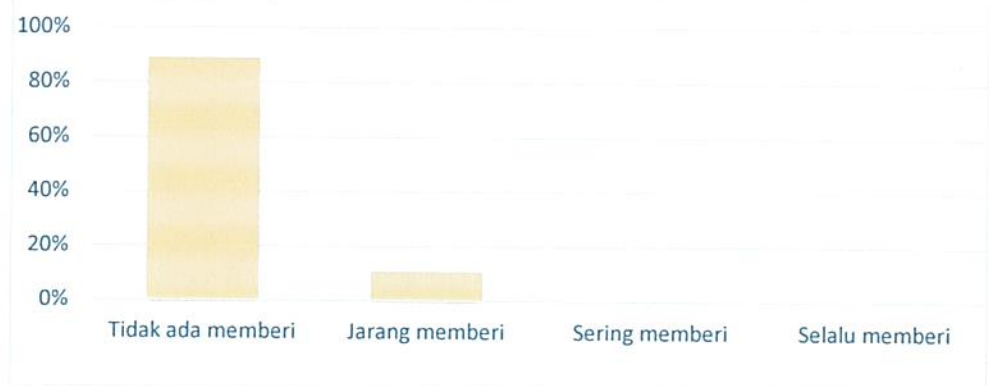 100%
80%
60%
40%
20%
0%
Tidak ada memberi
Jarang memberi
Sering memberi
Selalu memberi